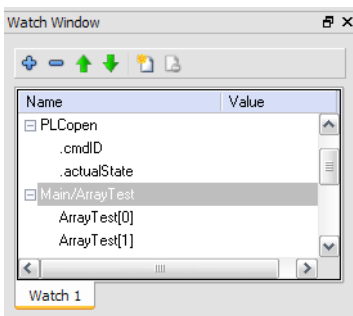 Watch Window
Name Value
PLCopen
.cmdID
.actualState
Main/ArrayTest
ArrayTest[0]
ArrayTest[1]
Watch 1